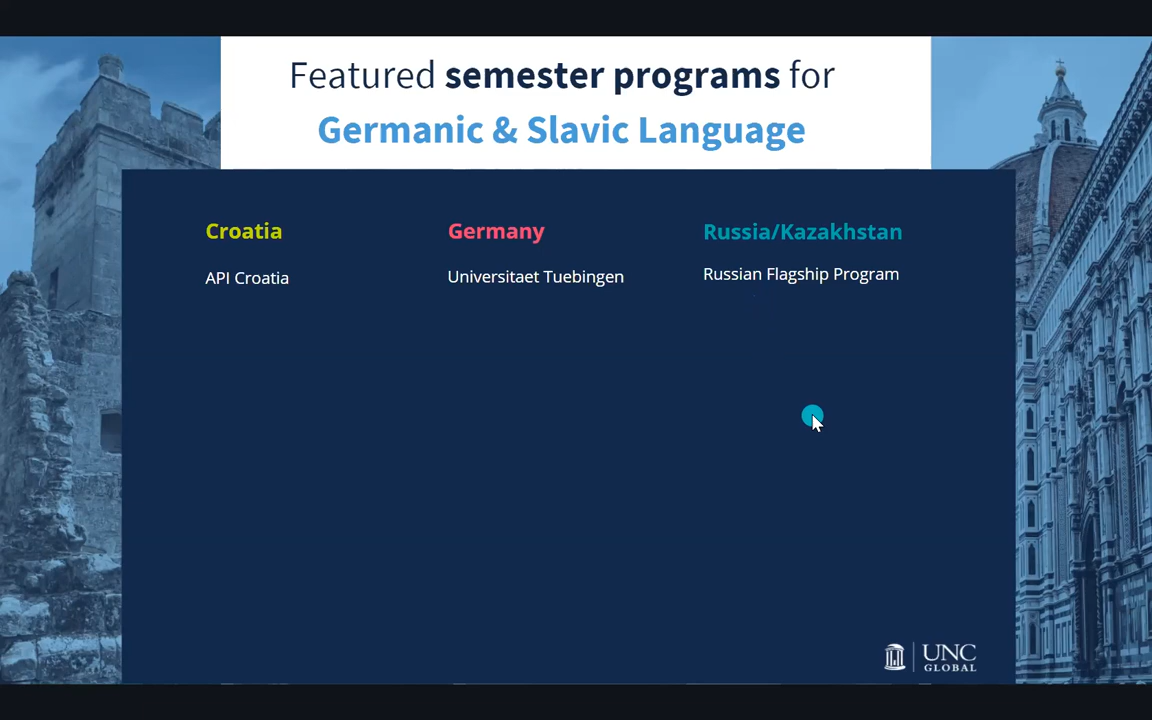 Featured semester programs for
Germanic & Slavic Language
Croatia
Germany
Russia/Kazakhstan
API Croatia
Universitaet Tuebingen
Russian Flagship Program
UNC
GLOBAL